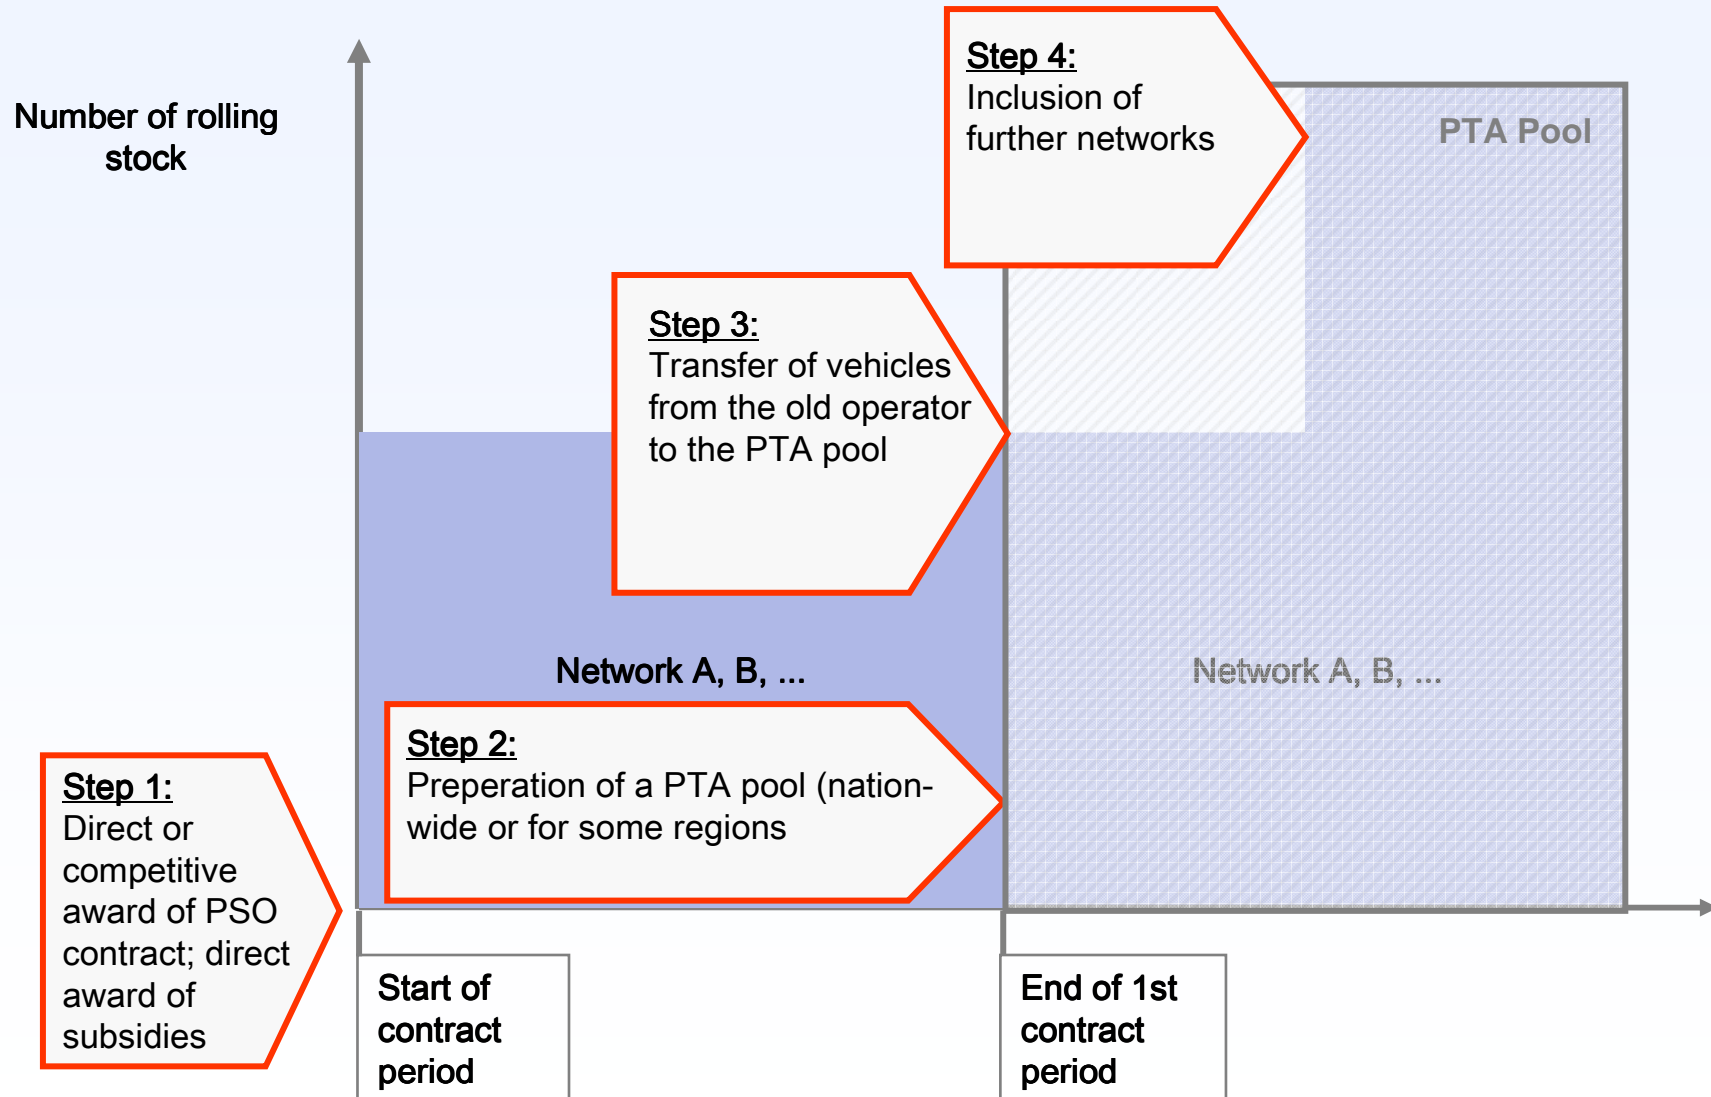 Number of rolling
stock
Step 4:
Inclusion of
further networks
PTA Pool
Step 3:
Transfer of vehicles
from the old operator
to the PTA pool
Network A, B, ...
Network A, B, ...
Step 2:
Preperation of a PTA pool (nation-
wide or for some regions
Step 1:
Direct or
competitive
award of PSO
contract; direct
award of
subsidies
Start of
contract
period
End of 1st
contract
period